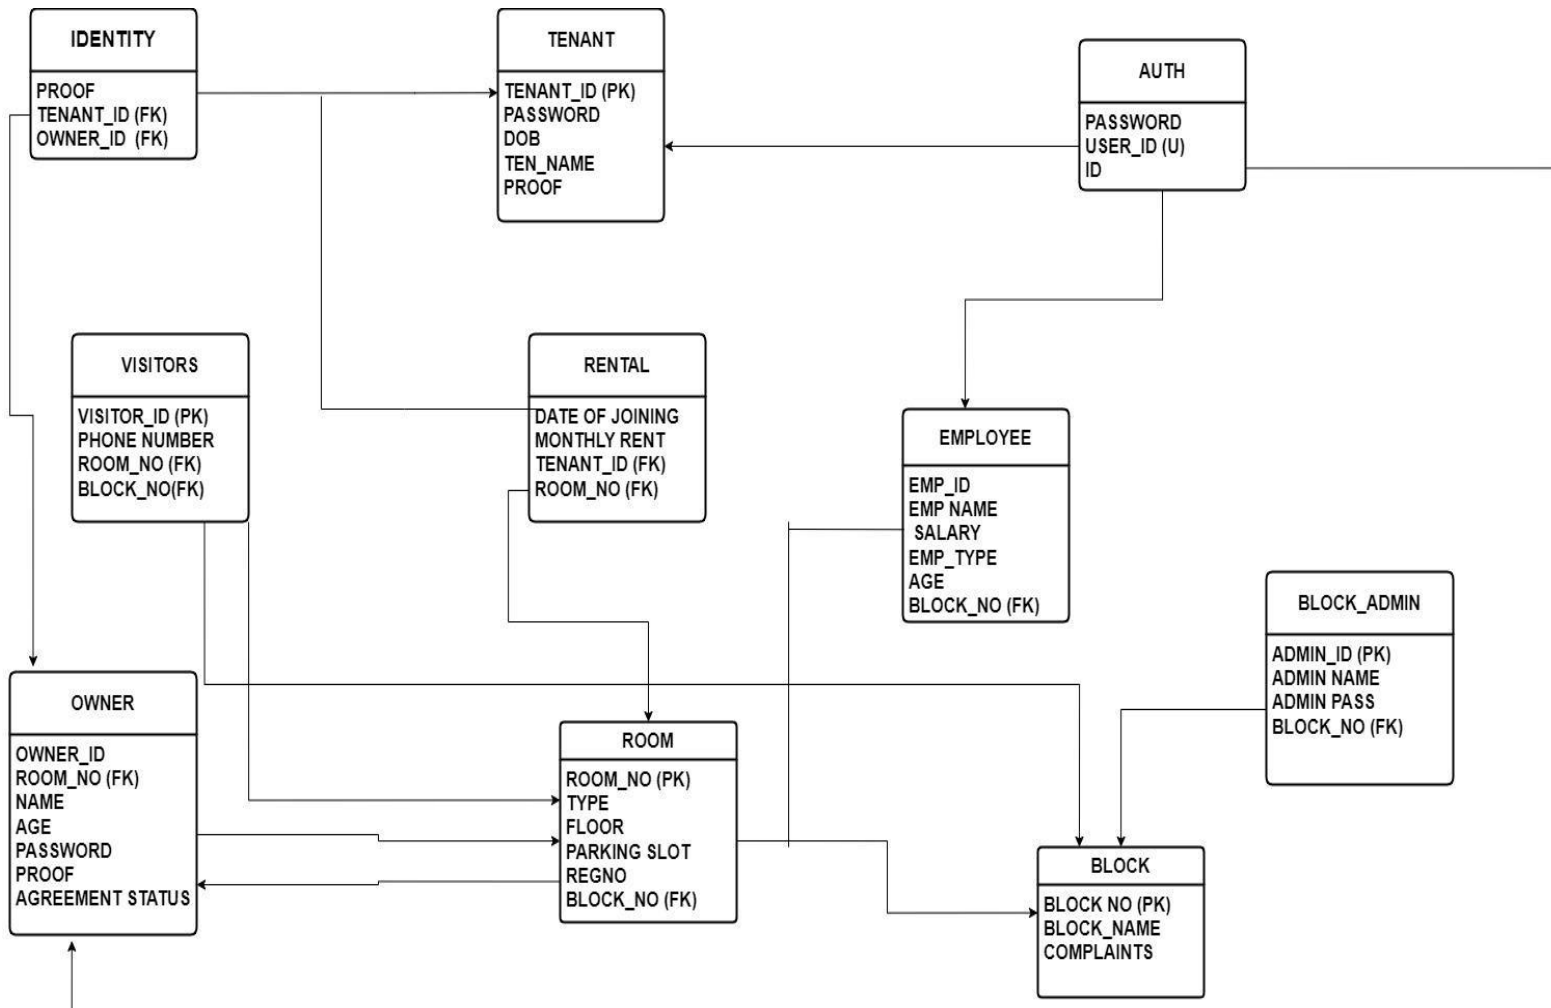 IDENTITY
PROOF
TENANT_ID (FK)
OWNER_ID (FK)
TENANT
TENANT_ID (PK)
PASSWORD
DOB
TEN_NAME
PROOF
AUTH
PASSWORD
USER_ID (U)
ID
VISITORS
VISITOR_ID (PK)
PHONE NUMBER
ROOM_NO (FK)
BLOCK_NO(FK)
RENTAL
DATE OF JOINING
MONTHLY RENT
TENANT_ID (FK)
ROOM_NO (FK)
EMPLOYEE
EMP_ID
EMP NAME
SALARY
EMP_TYPE
AGE
BLOCK_NO (FK)
BLOCK_ADMIN
ADMIN_ID (PK)
ADMIN NAME
ADMIN PASS
BLOCK_NO (FK)
OWNER
OWNER_ID
ROOM_NO (FK)
NAME
AGE
PASSWORD
PROOF
AGREEMENT STATUS
ROOM
ROOM_NO (PK)
TYPE
FLOOR
PARKING SLOT
REGNO
BLOCK_NO (FK)
BLOCK
BLOCK NO (PK)
BLOCK_NAME
COMPLAINTS